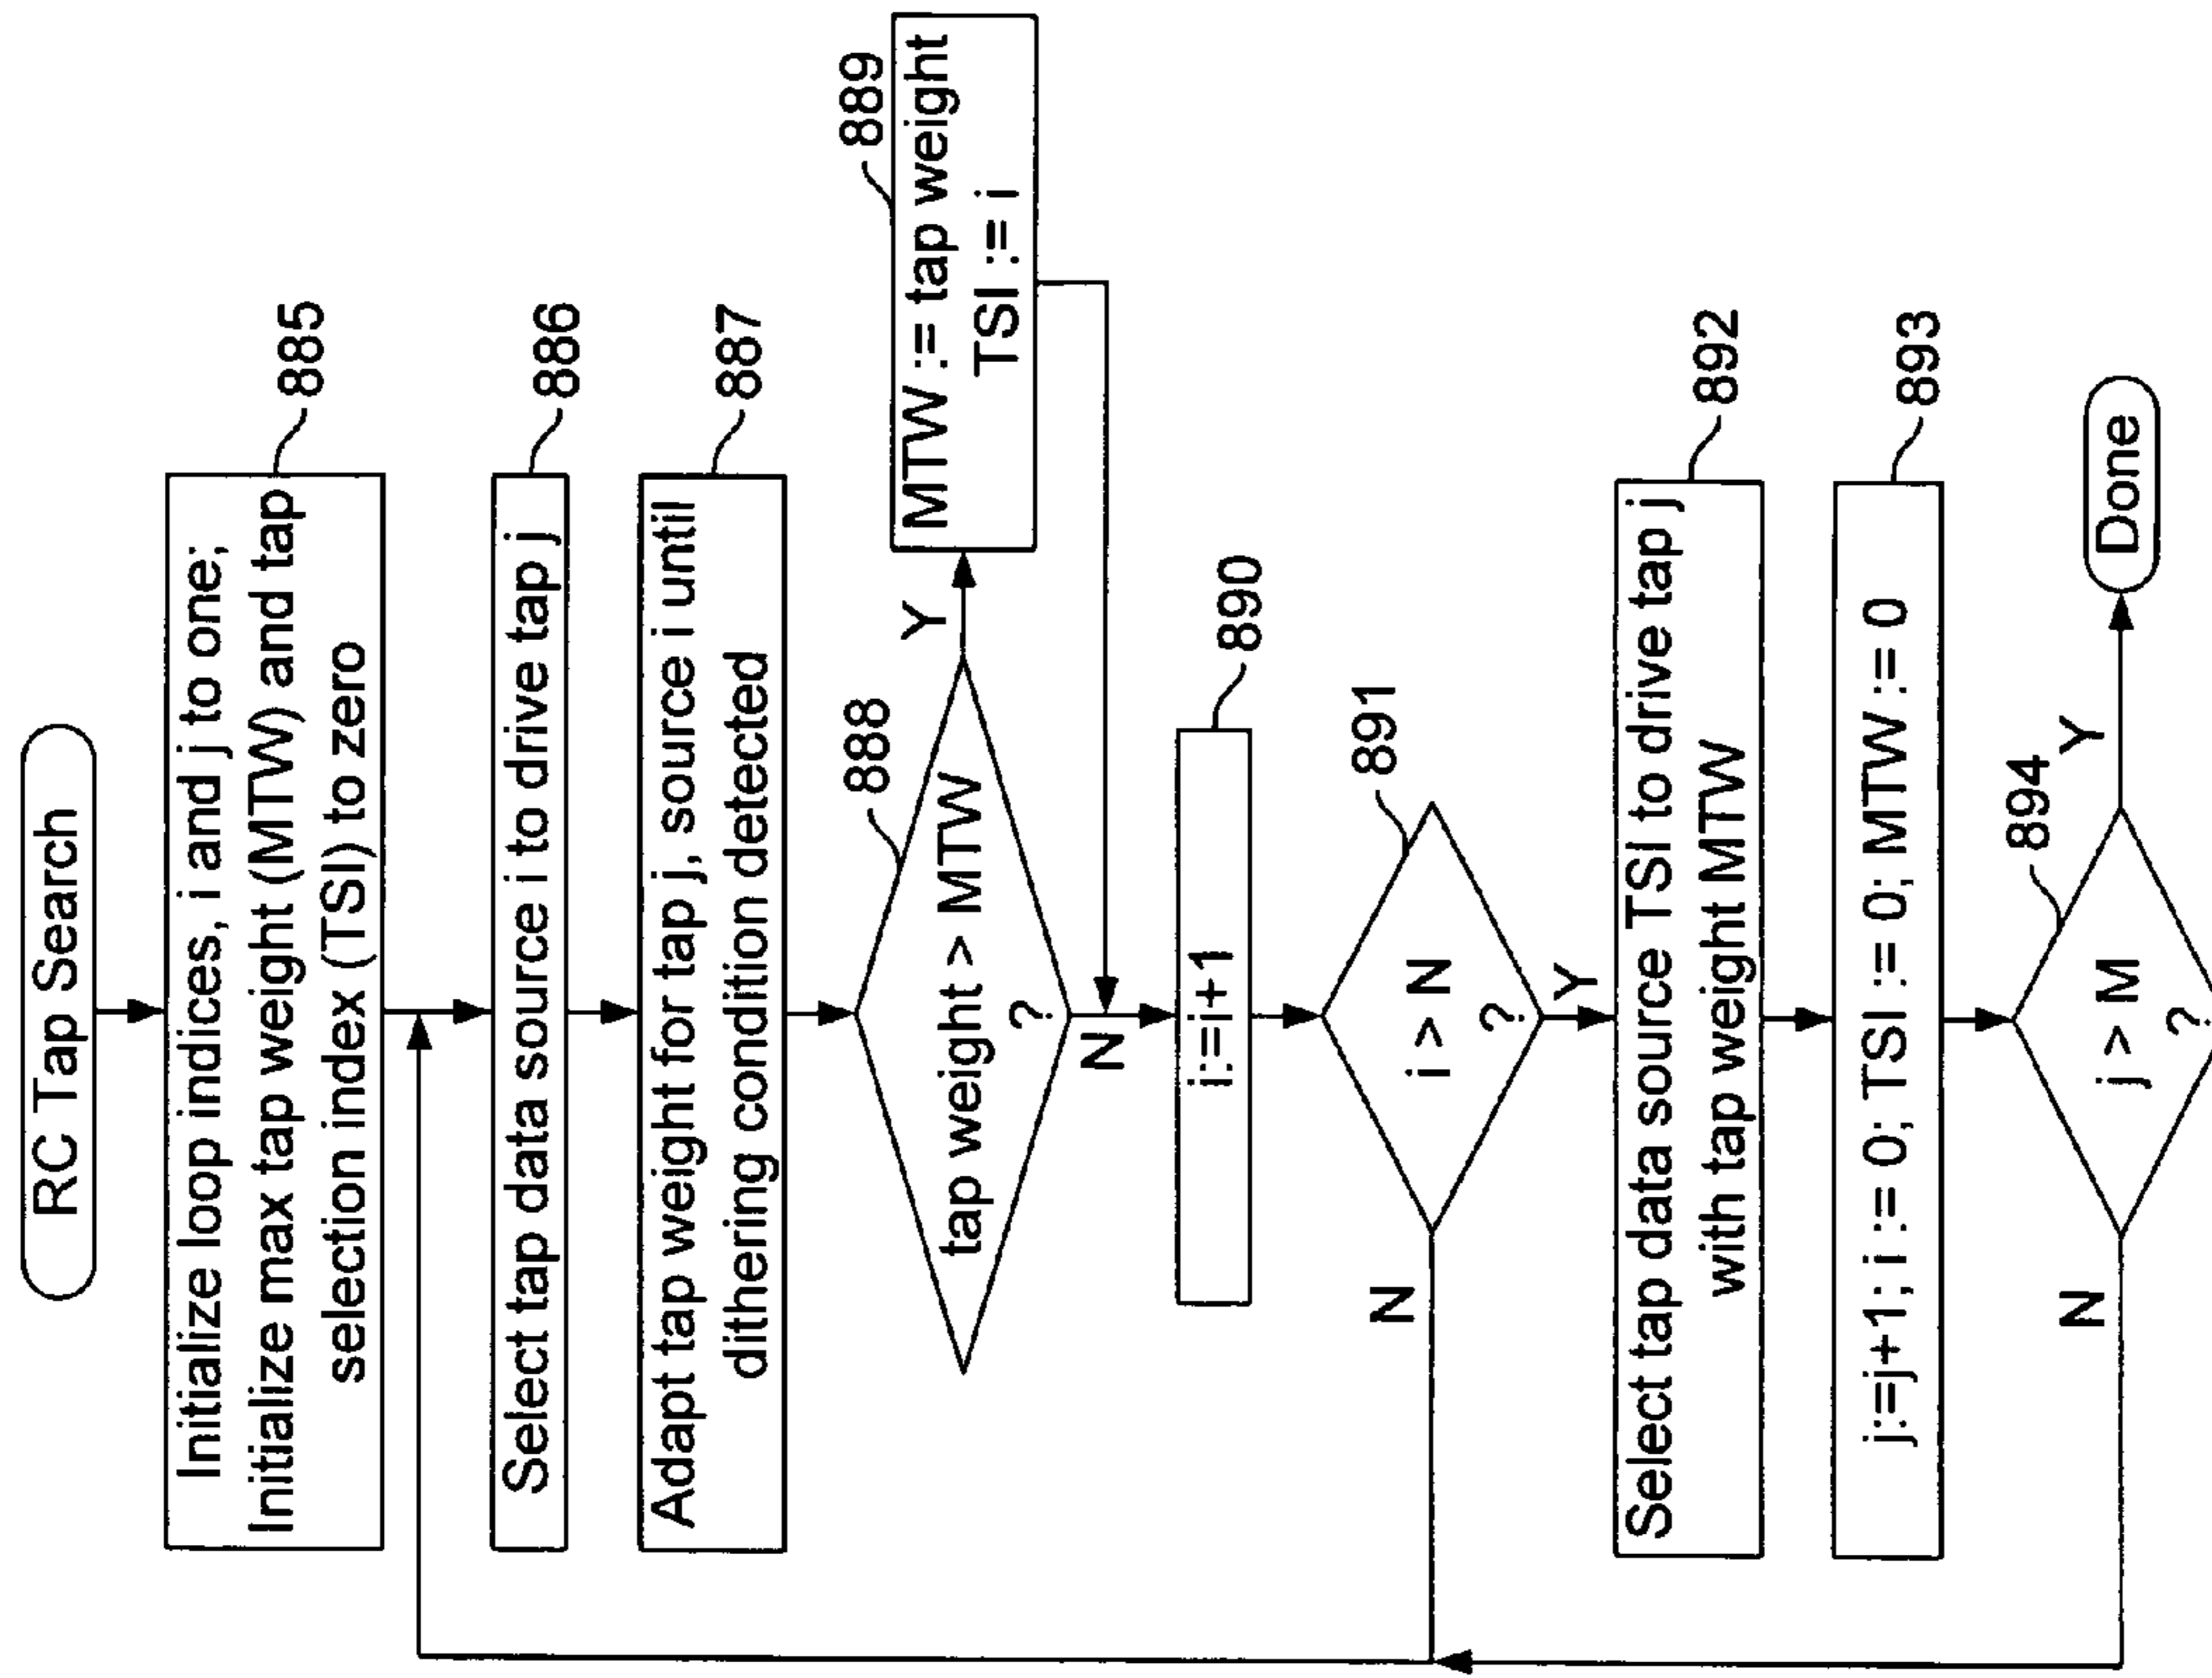 RC Tap Search
Initialize loop indices, i and j to one;
Initialize max tap weight (MTW) and tap
selection index (TSI) to zero
885
Select tap data source i to drive tap j
886
Adapt tap weight for tap j, source i until
dithering condition detected
887
888
tap weight > MTW
?
Y
N
889
MTW := tap weight
TSI := i
i:=i+1
890
891
i > N
?
N
Y
Select tap data source TSI to drive tap j
with tap weight MTW
892
j:=j+1; i := 0; TSI := 0; MTW := 0
893
894
j > M
?
N
Y
Done